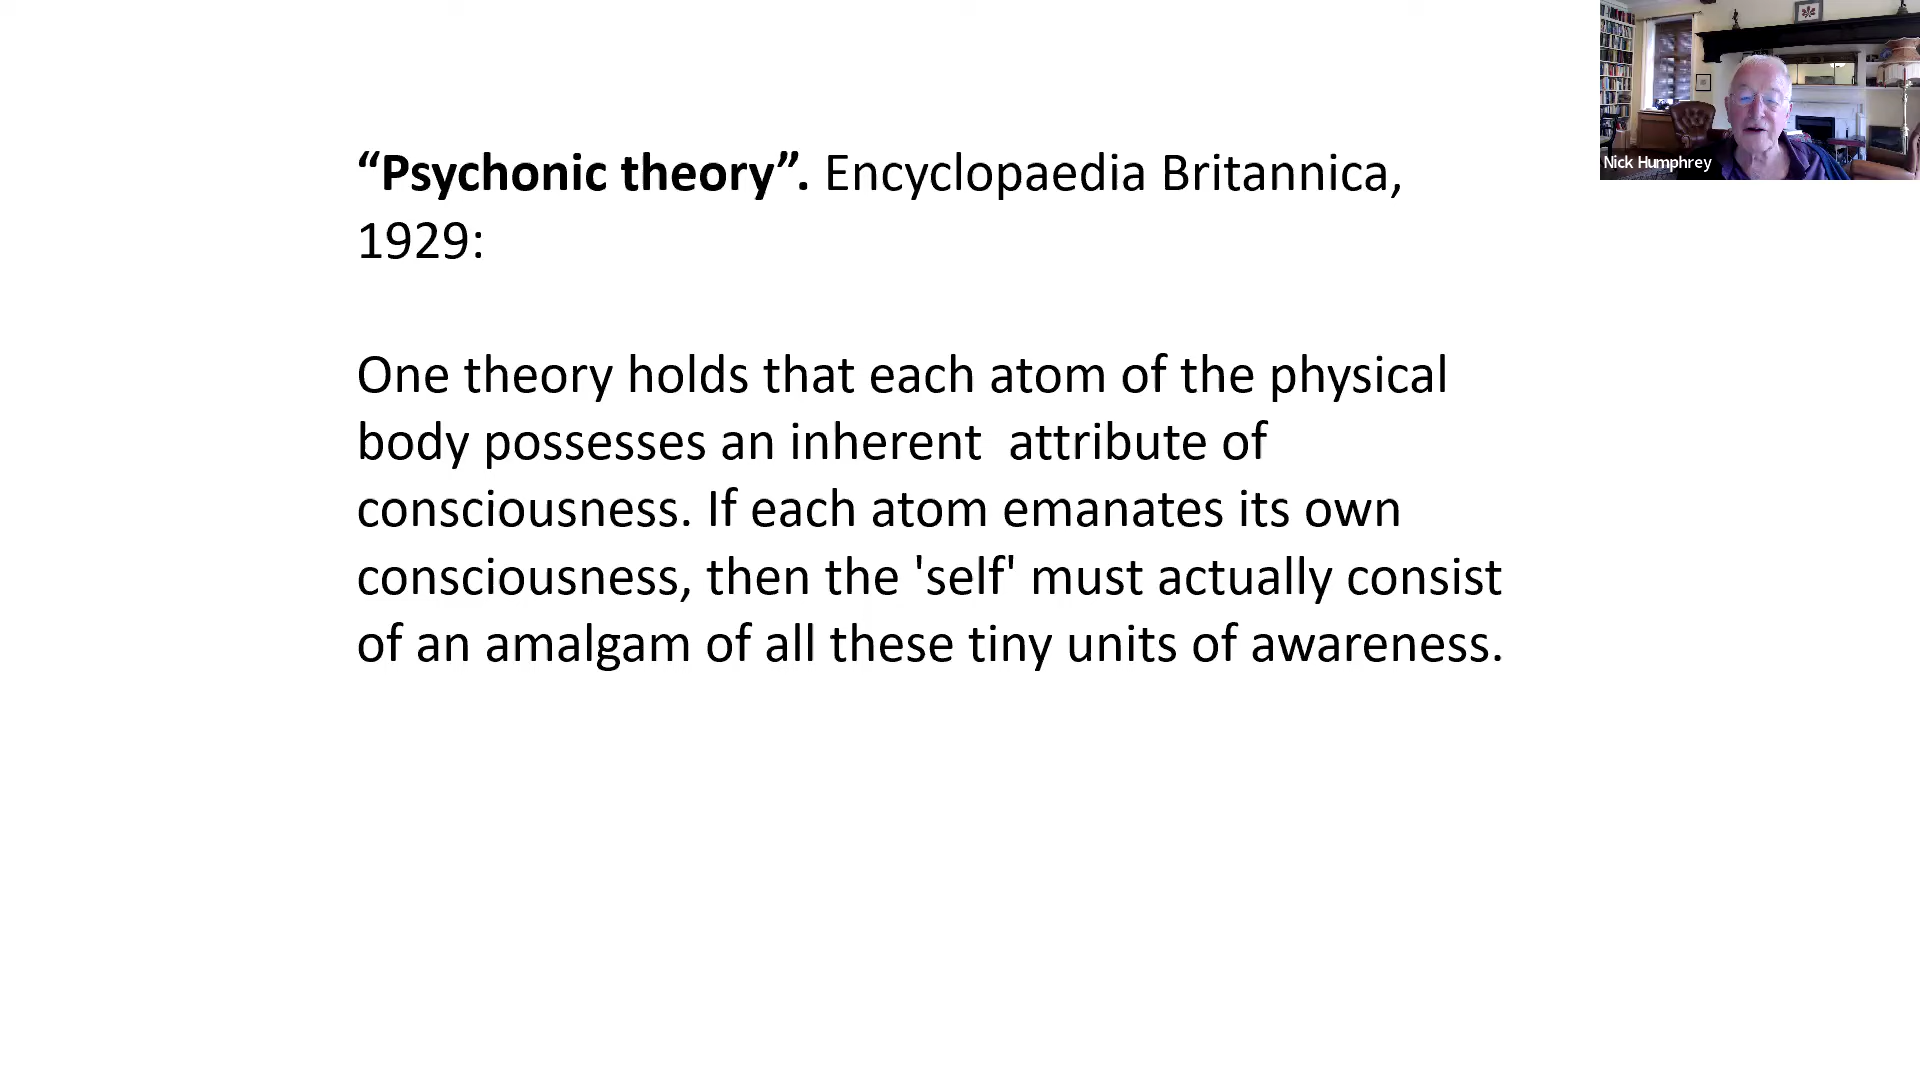 “Psychonic theory”. Encyclopaedia Britannica,
1929:
One theory holds that each atom of the physical
body possesses an inherent  attribute of
consciousness. If each atom emanates its own
consciousness, then the 'self' must actually consist
of an amalgam of all these tiny units of awareness.
Nick Humphrey